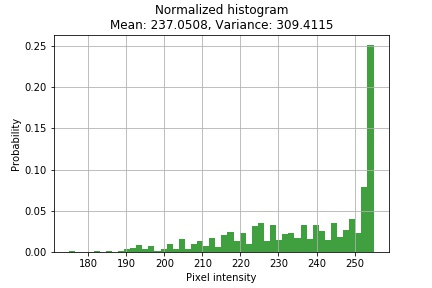 Normalized histogram
Mean: 237.0508, Variance: 309.4115
0.25
0.20
0.15
0.10
0.05
0.00
Probability
180 190 200 210 220 230 240 250
Pixel intensity